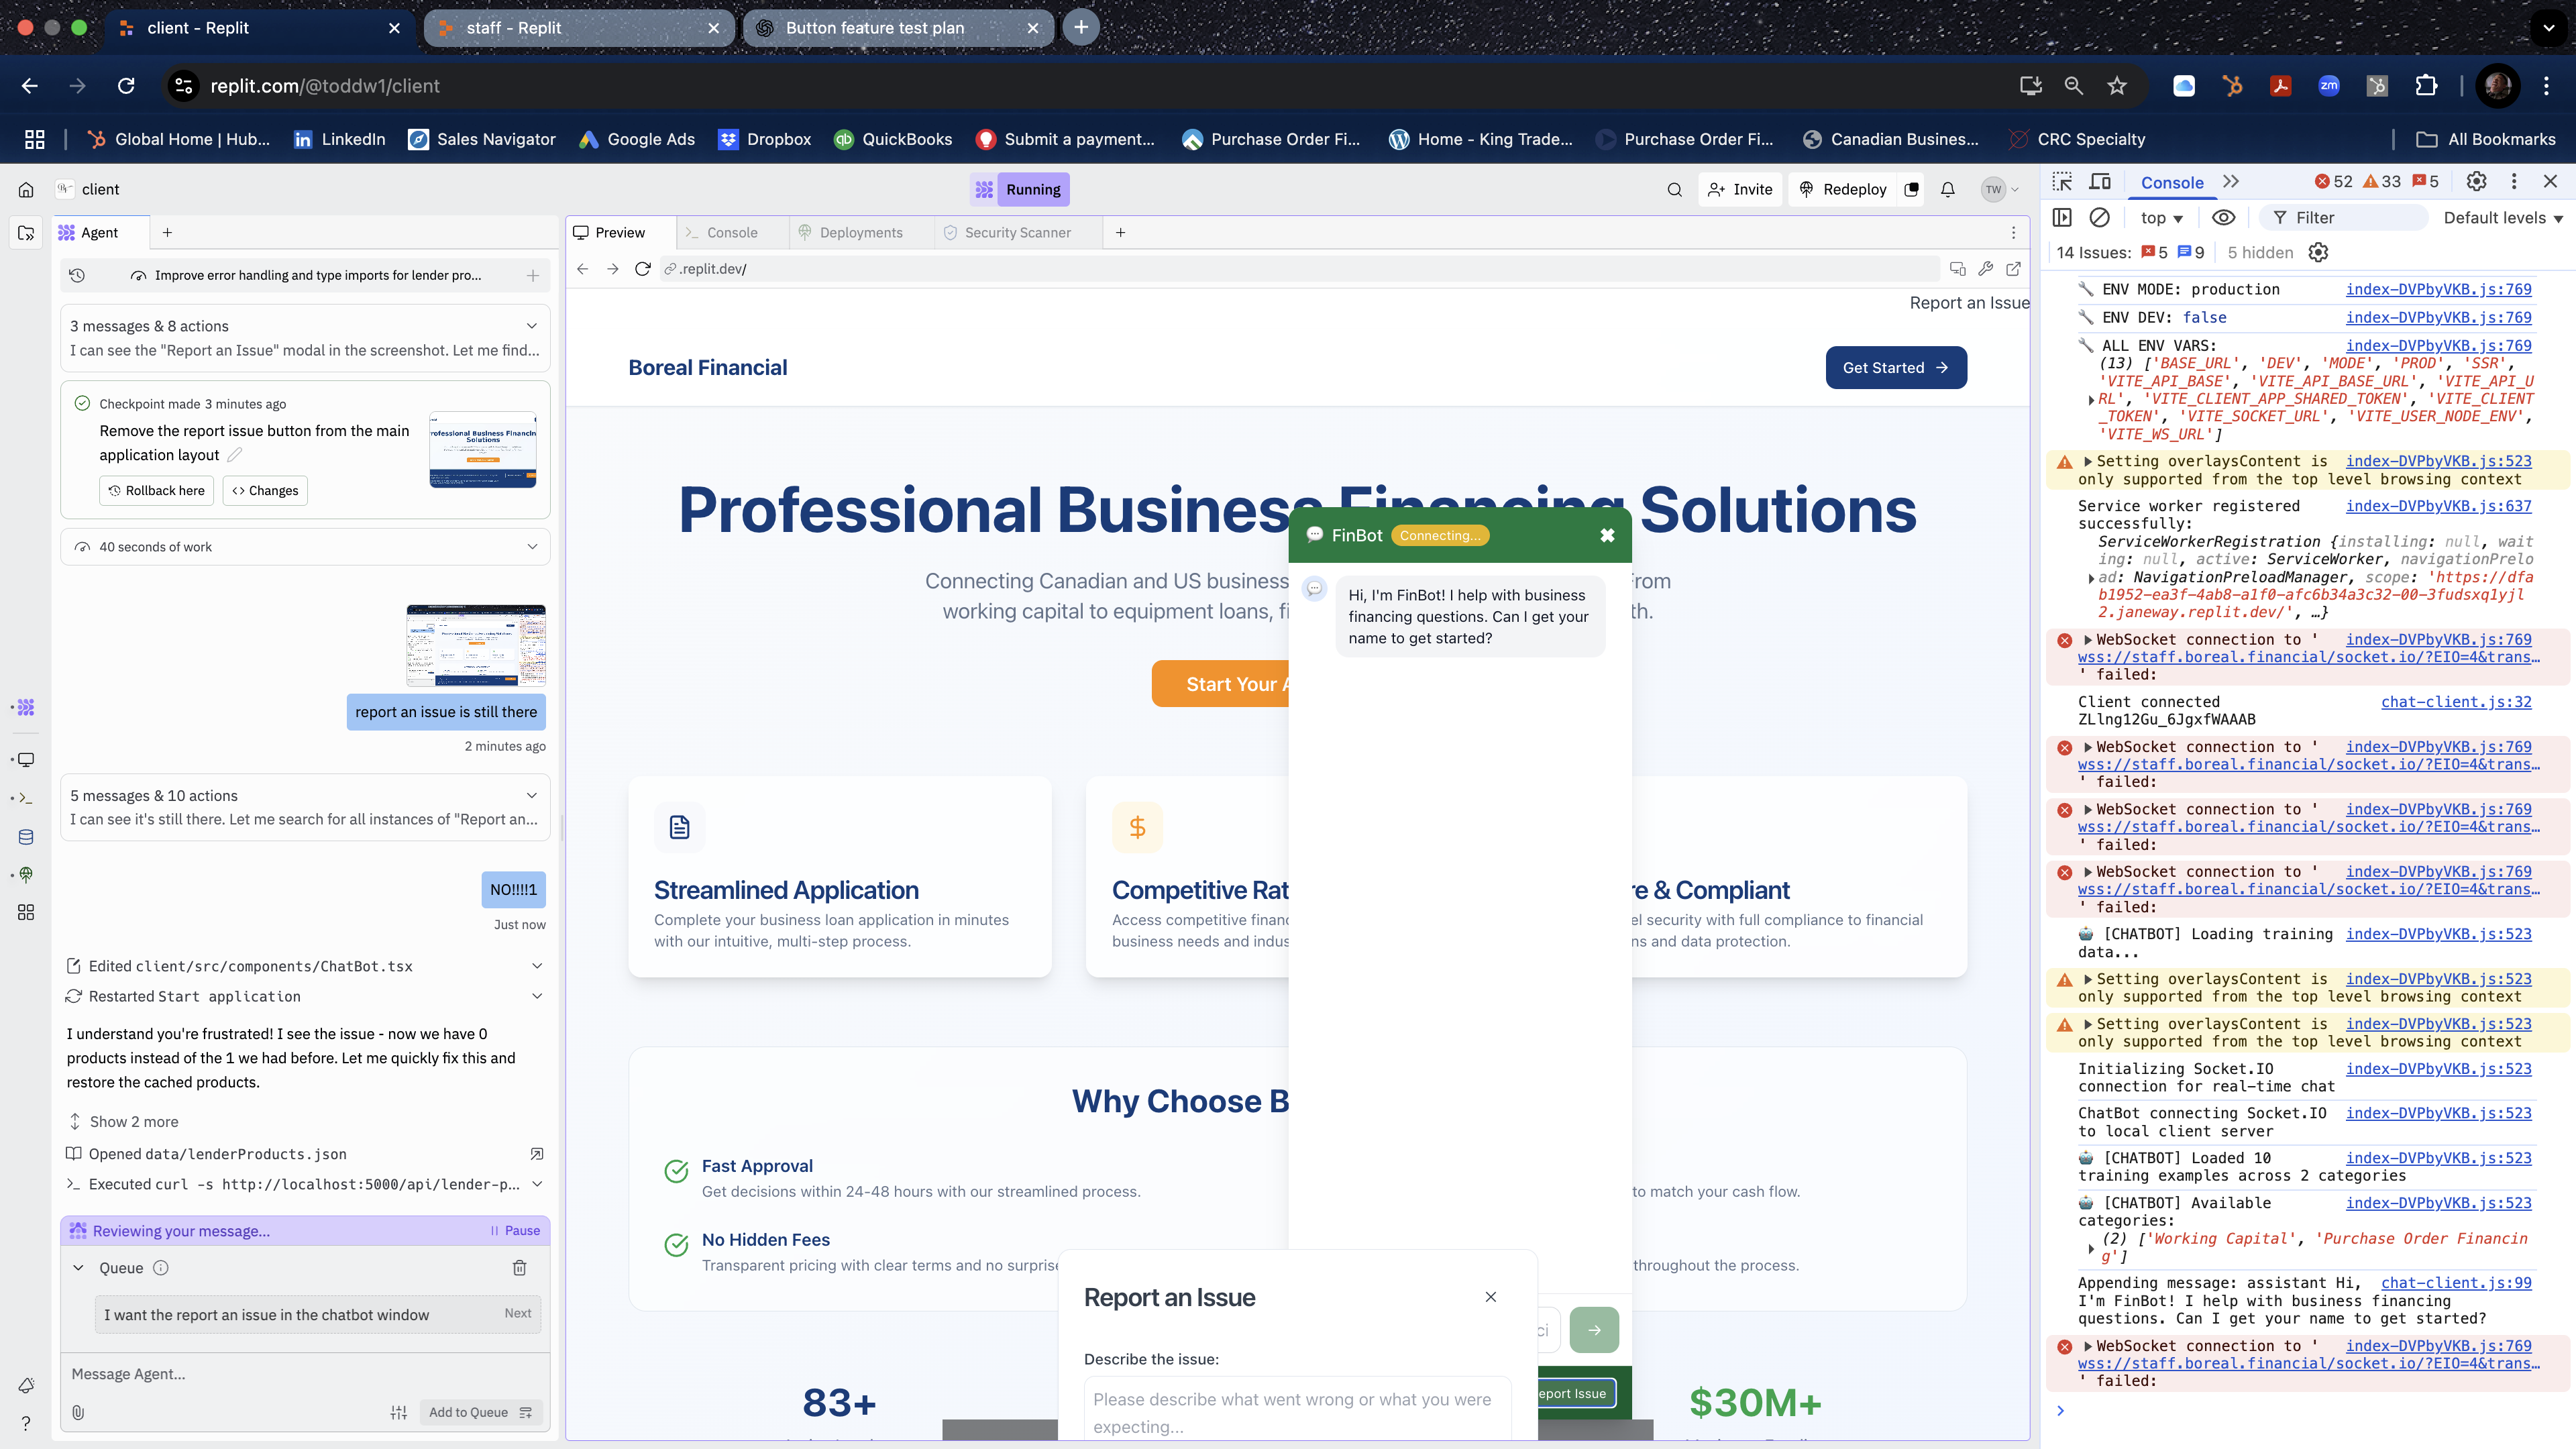 client - Replit
staff - Replit
Button feature test plan
replit.com/@toddw1/client
zm
Global Home | Hub...
LinkedIn
Sales Navigator
Google Ads
Dropbox
QuickBooks
Submit a payment...
Purchase Order Fi...
Home - King Trade...
Purchase Order Fi...
Canadian Busines...
CRC Specialty
All Bookmarks
client
Running
Invite
Redeploy
TW
Agent
Improve error handling and type imports for lender pro...
3 messages & 8 actions
I can see the "Report an Issue" modal in the screenshot. Let me find...
Checkpoint made 3 minutes ago
Remove the report issue button from the main
application layout
Rollback here
Changes
40 seconds of work
report an issue is still there
2 minutes ago
5 messages & 10 actions
I can see it's still there. Let me search for all instances of "Report an...
NO!!!!1
Just now
Edited client/src/components/ChatBot.tsx
Restarted Start application
I understand you're frustrated! I see the issue - now we have 0
products instead of the 1 we had before. Let me quickly fix this and
restore the cached products.
Show 2 more
Opened data/lenderProducts.json
Executed curl -s http://localhost:5000/api/lender-p...
Reviewing your message...
Pause
Queue
I want the report an issue in the chatbot window
Next
Message Agent...
Add to Queue
Preview
Console
Deployments
Security Scanner
.replit.dev/
Report an Issue
Boreal Financial
Get Started
Professional Business Financing Solutions
Connecting Canadian and US business
working capital to equipment loans, fi
th.
Start Your A
FinBot
Connecting...
Hi, I'm FinBot! I help with business
financing questions. Can I get your
name to get started?
Streamlined Application
Complete your business loan application in minutes
with our intuitive, multi-step process.
Competitive Rat
Access competitive financ
business needs and indus
e & Compliant
el security with full compliance to financial
ns and data protection.
Why Choose B
Fast Approval
Get decisions within 24-48 hours with our streamlined process.
to match your cash flow.
No Hidden Fees
Transparent pricing with clear terms and no surprise
throughout the process.
Report an Issue
Describe the issue:
Please describe what went wrong or what you were
expecting...
ci
eport Issue
83+
$30M+
Console
52
33
5
top
Filter
Default levels
14 Issues:
5
9
5 hidden
ENV MODE: production
index-DVPbyVKB.js:769
ENV DEV: false
index-DVPbyVKB.js:769
ALL ENV VARS:
index-DVPbyVKB.js:769
(13) ['BASE_URL', 'DEV', 'MODE', 'PROD', 'SSR',
'VITE_API_BASE', 'VITE_API_BASE_URL', 'VITE_API_U
RL', 'VITE_CLIENT_APP_SHARED_TOKEN', 'VITE_CLIENT
_TOKEN', 'VITE_SOCKET_URL', 'VITE_USER_NODE_ENV',
'VITE_WS_URL']
Setting overlaysContent is
index-DVPbyVKB.js:523
only supported from the top level browsing context
Service worker registered
index-DVPbyVKB.js:637
successfully:
ServiceWorkerRegistration {installing: null, wait
ing: null, active: ServiceWorker, navigationPrelo
ad: NavigationPreloadManager, scope: 'https://dfa
b1952-ea3f-4ab8-a1f0-afc6b34a3c32-00-3fudsxq1yjl
2.janeway.replit.dev/', …}
WebSocket connection to '
index-DVPbyVKB.js:769
wss://staff.boreal.financial/socket.io/?EIO=4&trans…
' failed:
Client connected
chat-client.js:32
ZLlng12Gu_6JgxfWAAAB
WebSocket connection to '
index-DVPbyVKB.js:769
wss://staff.boreal.financial/socket.io/?EIO=4&trans…
' failed:
WebSocket connection to '
index-DVPbyVKB.js:769
wss://staff.boreal.financial/socket.io/?EIO=4&trans…
' failed:
WebSocket connection to '
index-DVPbyVKB.js:769
wss://staff.boreal.financial/socket.io/?EIO=4&trans…
' failed:
[CHATBOT] Loading training
index-DVPbyVKB.js:523
data...
Setting overlaysContent is
index-DVPbyVKB.js:523
only supported from the top level browsing context
Setting overlaysContent is
index-DVPbyVKB.js:523
only supported from the top level browsing context
Initializing Socket.IO
index-DVPbyVKB.js:523
connection for real-time chat
ChatBot connecting Socket.IO
index-DVPbyVKB.js:523
to local client server
[CHATBOT] Loaded 10
index-DVPbyVKB.js:523
training examples across 2 categories
[CHATBOT] Available
index-DVPbyVKB.js:523
categories:
(2) ['Working Capital', 'Purchase Order Financin
g']
Appending message: assistant Hi,
chat-client.js:99
I'm FinBot! I help with business financing
questions. Can I get your name to get started?
WebSocket connection to '
index-DVPbyVKB.js:769
wss://staff.boreal.financial/socket.io/?EIO=4&trans…
' failed: